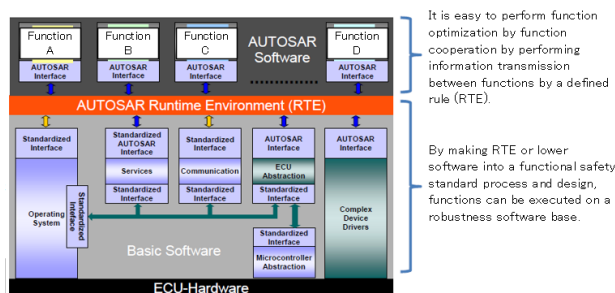 Function
A
Function
B
Function
C
Function
D
AUTOSAR
Software
AUTOSAR
Interface
AUTOSAR
Interface
AUTOSAR
Interface
AUTOSAR
Interface
..............
AUTOSAR Runtime Environment (RTE)
Standardized
Interface
Standardized
AUTOSAR
Interface
Standardized
Interface
AUTOSAR
Interface
AUTOSAR
Interface
Services
Communication
ECU
Abstraction
Standardized
Interface
Standardized
Interface
Standardized
Interface
Operating
System
Standardized
Interface
Complex
Device
Drivers
Basic Software
Standardized
Interface
Microcontroller
Abstraction
ECU-Hardware
It is easy to perform function
optimization by function
cooperation by performing
information transmission
between functions by a defined
rule (RTE).
By making RTE or lower
software into a functional safety
standard process and design,
functions can be executed on a
robustness software base.